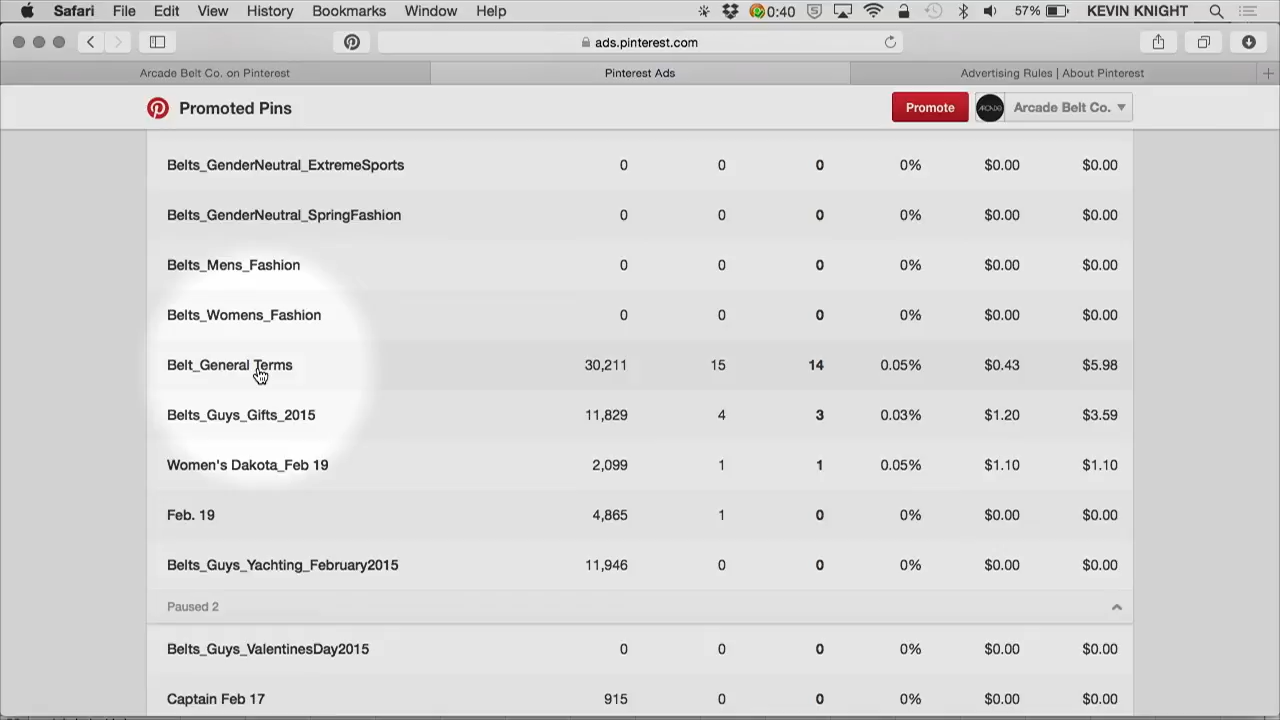 Safari File Edit View History Bookmarks Window Help 0:40 57% KEVIN KNIGHT
ads.pinterest.com
Arcade Belt Co. on Pinterest Pinterest Ads Advertising Rules | About Pinterest
Promoted Pins Promote ARCADE Arcade Belt Co.
Belts_GenderNeutral_ExtremeSports 0 0 0 0% $0.00 $0.00
Belts_GenderNeutral_SpringFashion 0 0 0 0% $0.00 $0.00
Belts_Mens_Fashion 0 0 0 0% $0.00 $0.00
Belts_Womens_Fashion 0 0 0 0% $0.00 $0.00
Belt_General Terms 30,211 15 14 0.05% $0.43 $5.98
Belts_Guys_Gifts_2015 11,829 4 3 0.03% $1.20 $3.59
Women's Dakota_Feb 19 2,099 1 1 0.05% $1.10 $1.10
Feb. 19 4,865 1 0 0% $0.00 $0.00
Belts_Guys_Yachting_February2015 11,946 0 0 0% $0.00 $0.00
Paused 2
Belts_Guys_ValentinesDay2015 0 0 0 0% $0.00 $0.00
Captain Feb 17 915 0 0 0% $0.00 $0.00